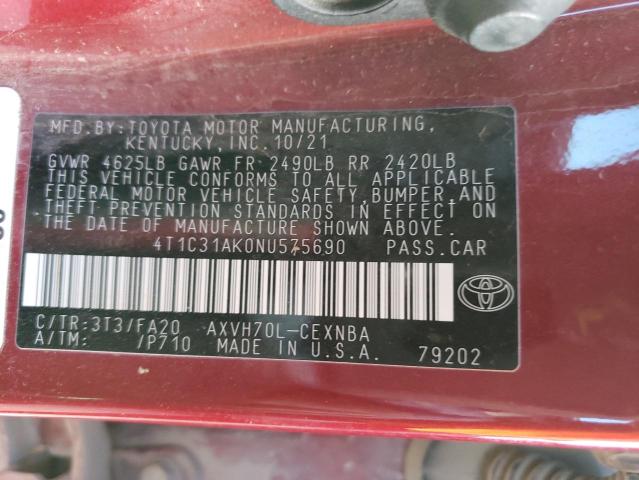 MFD.BY:TOYOTA MOTOR MANUFACTURING,
KENTUCKY,INC.10/21
GVWR 4625LB GAWR FR 2490LB RR 2420LB
THIS VEHICLE CONFORMS TO ALL APPLICABLE
FEDERAL MOTOR VEHICLE SAFETY,BUMPER,AND
THEFT PREVENTION STANDARDS IN EFFECT ON
THE DATE OF MANUFACTURE SHOWN ABOVE.
4T1C31AK0NU575690 PASS.CAR
C/TR:3T3/FA20 AXVH70L-CEXNBA
A/TM: /P710 MADE IN U.S.A. 79202